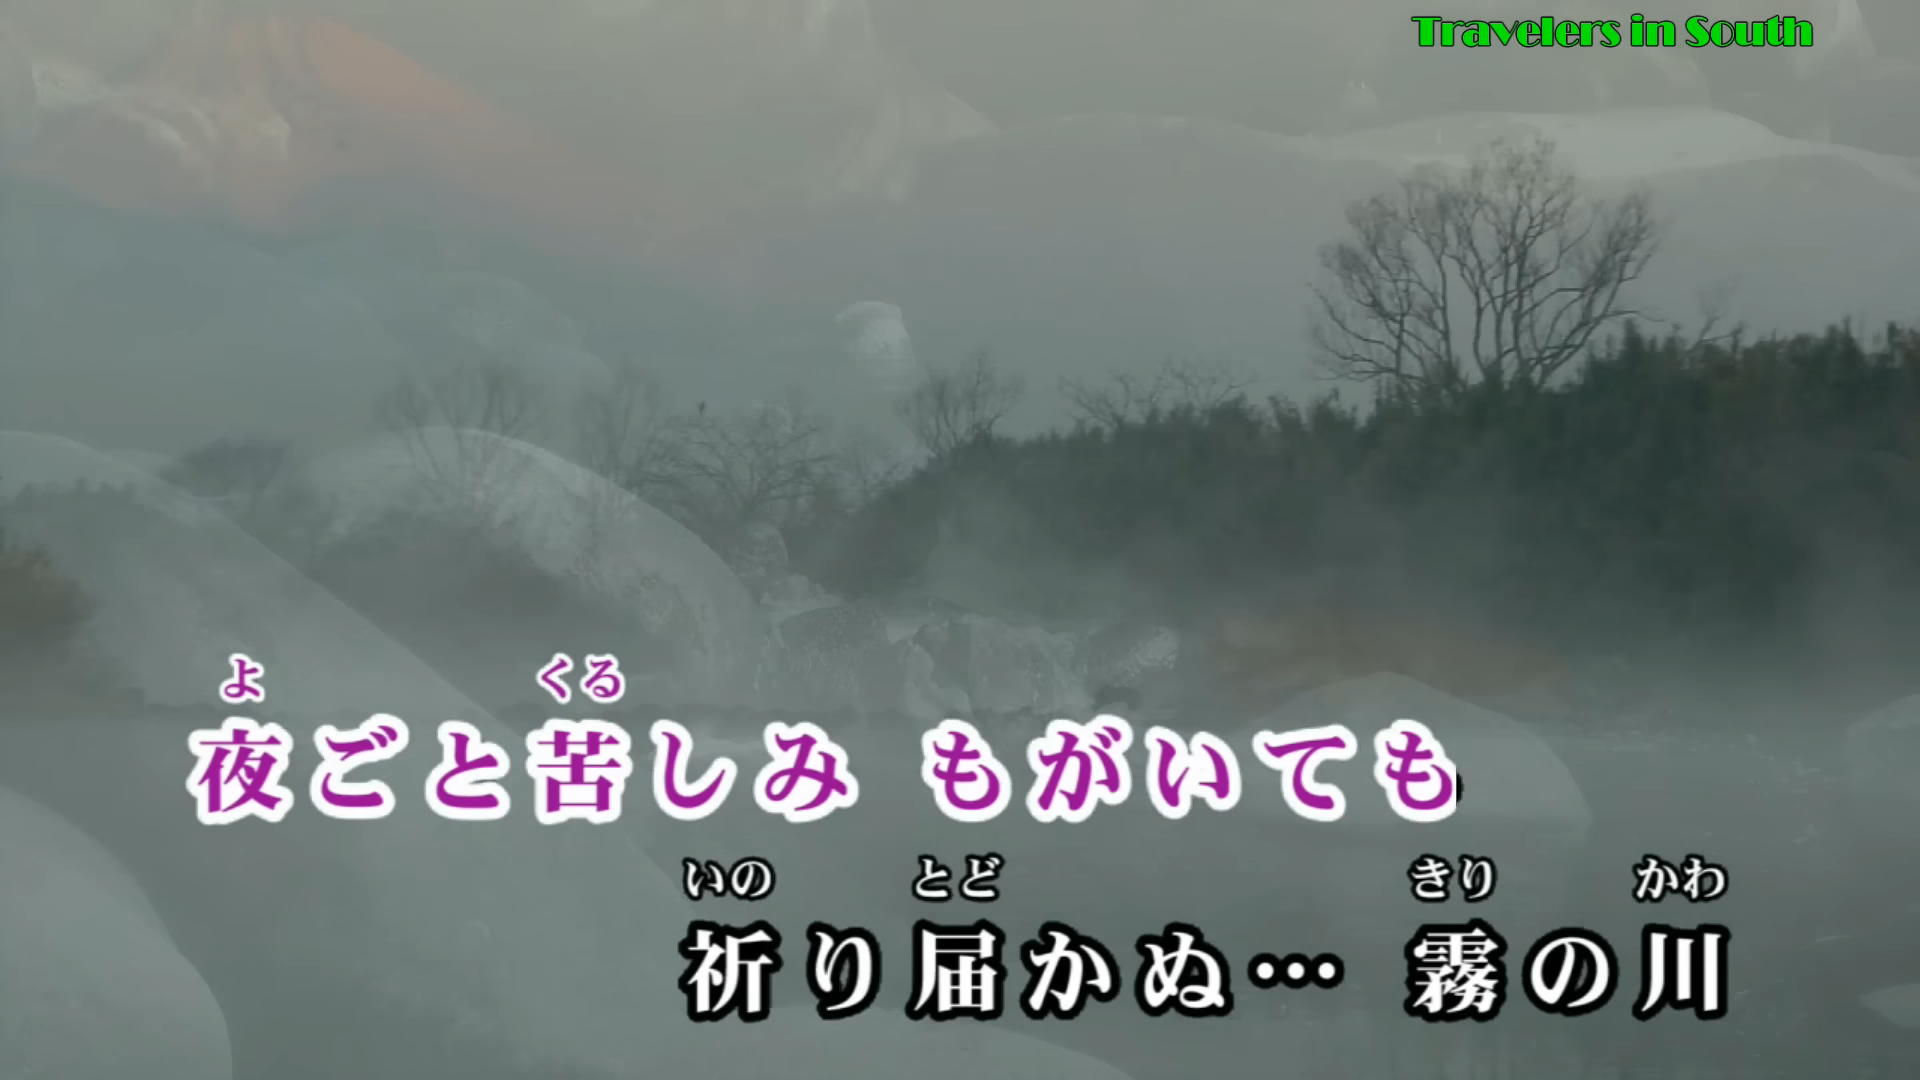 Travelers in South
よ くる
夜ごと苦しみ もがいても
いの とど きり かわ
祈り届かぬ… 霧の川